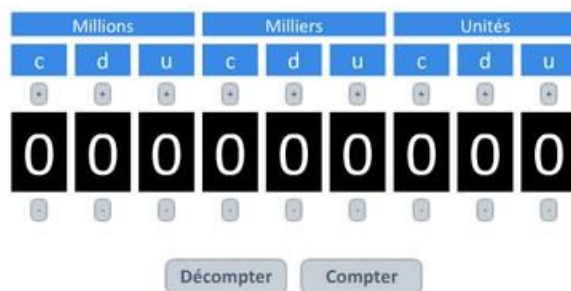 Millions Milliers Unités
c d u c d u c d u
+ + + + + + + + +
0 0 0 0 0 0 0 0 0
- - - - - - - - -
Décompter Compter